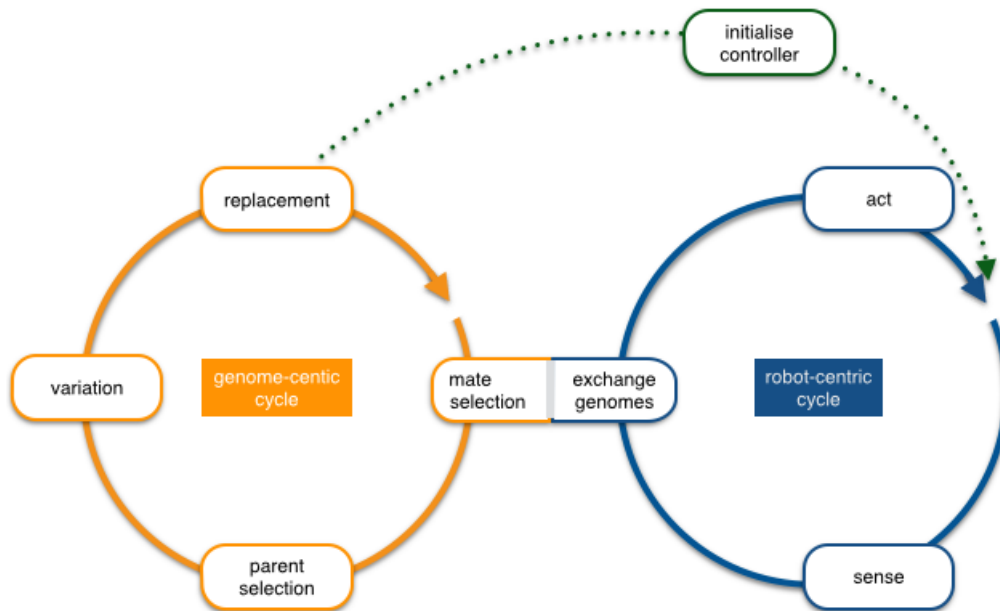 initialise
controller
replacement
act
variation
genome-centic
cycle
mate
selection
exchange
genomes
robot-centric
cycle
parent
selection
sense